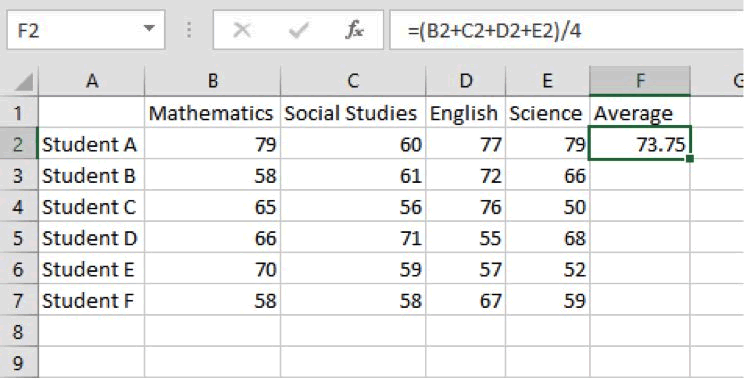 F2 fx =(B2+C2+D2+E2)/4
A B C D E F G
1 Mathematics Social Studies English Science Average
2 Student A 79 60 77 79 73.75
3 Student B 58 61 72 66
4 Student C 65 56 76 50
5 Student D 66 71 55 68
6 Student E 70 59 57 52
7 Student F 58 58 67 59
8
9